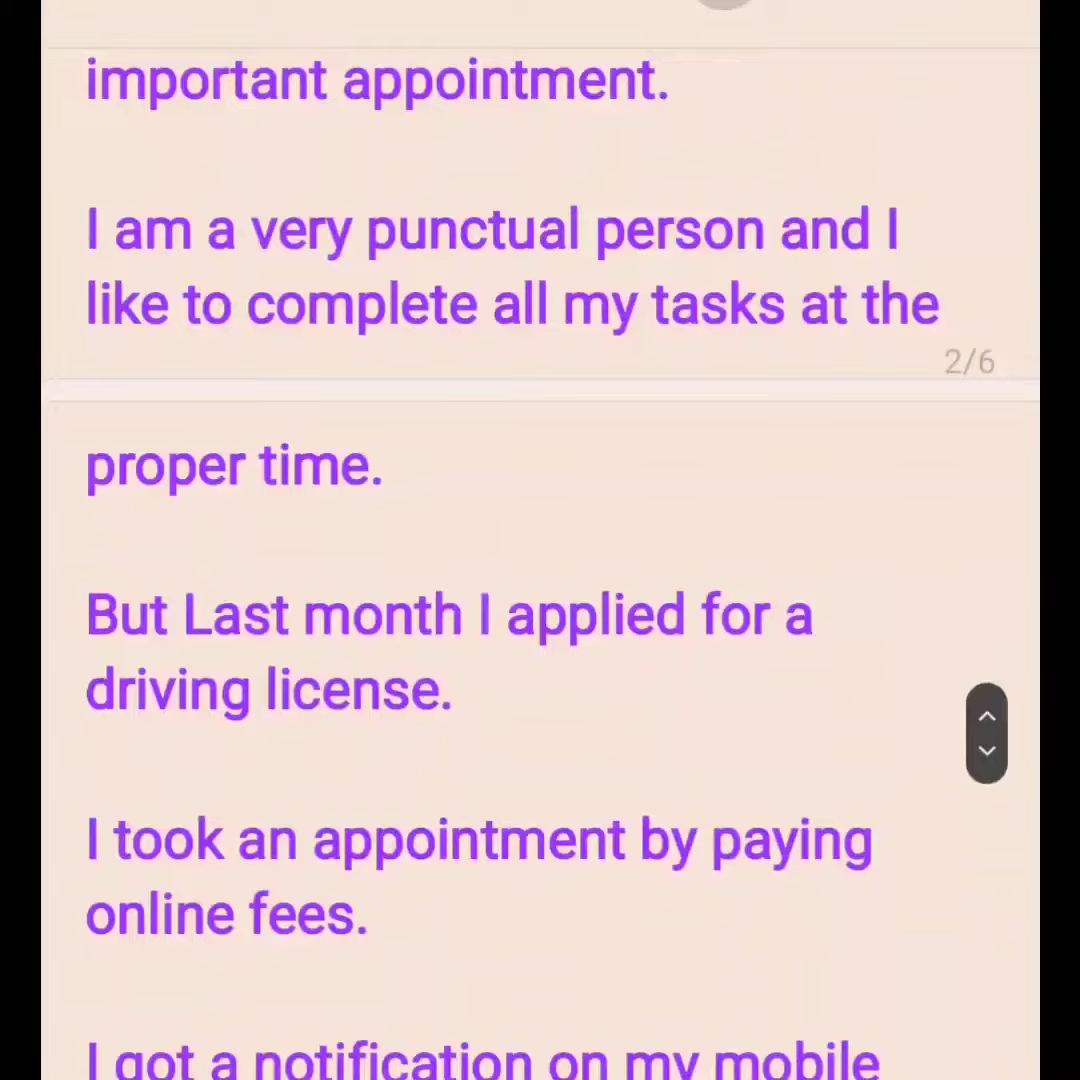 important appointment.
I am a very punctual person and I
like to complete all my tasks at the
2/6
proper time.
But Last month I applied for a
driving license.
I took an appointment by paying
online fees.
I got a notification on my mobile